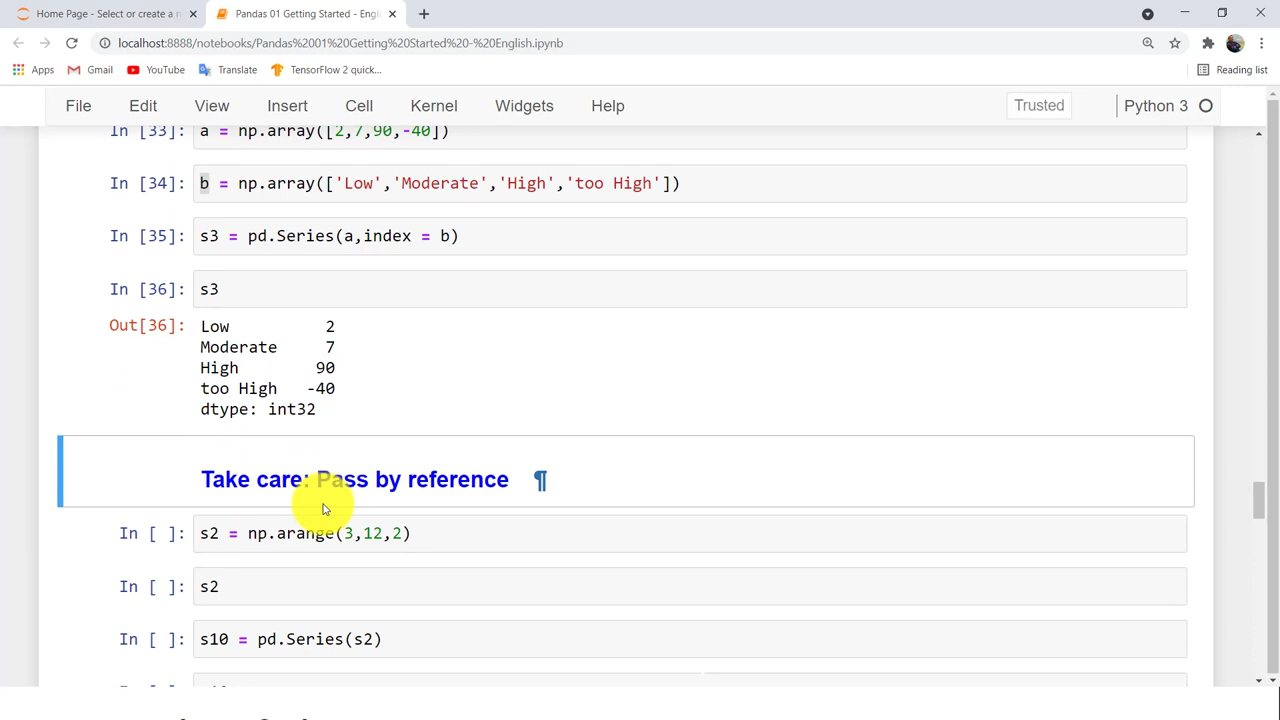 Home Page - Select or create a n
Pandas 01 Getting Started - Engl
localhost:8888/notebooks/Pandas%2001%20Getting%20Started%20-%20English.ipynb
Apps Gmail YouTube Translate TensorFlow 2 quick... Reading list
File Edit View Insert Cell Kernel Widgets Help Trusted Python 3
In [33]: a = np.array([2,7,90,-40])
In [34]: b = np.array(['Low','Moderate','High','too High'])
In [35]: s3 = pd.Series(a,index = b)
In [36]: s3
Out[36]: Low 2
Moderate 7
High 90
too High -40
dtype: int32
Take care: Pass by reference ¶
In [ ]: s2 = np.arange(3,12,2)
In [ ]: s2
In [ ]: s10 = pd.Series(s2)